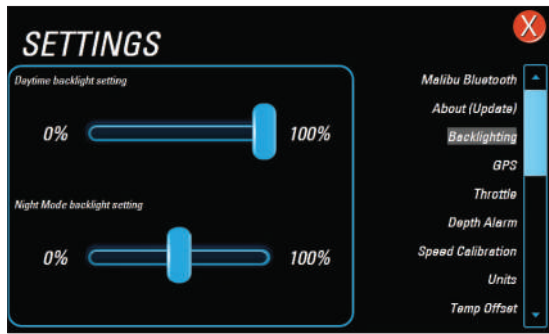 X
SETTINGS
Daytime backlight setting
0% 100%
Night Mode backlight setting
0% 100%
Malibu Bluetooth
About (Update)
Backlighting
GPS
Throttle
Depth Alarm
Speed Calibration
Units
Temp Offset